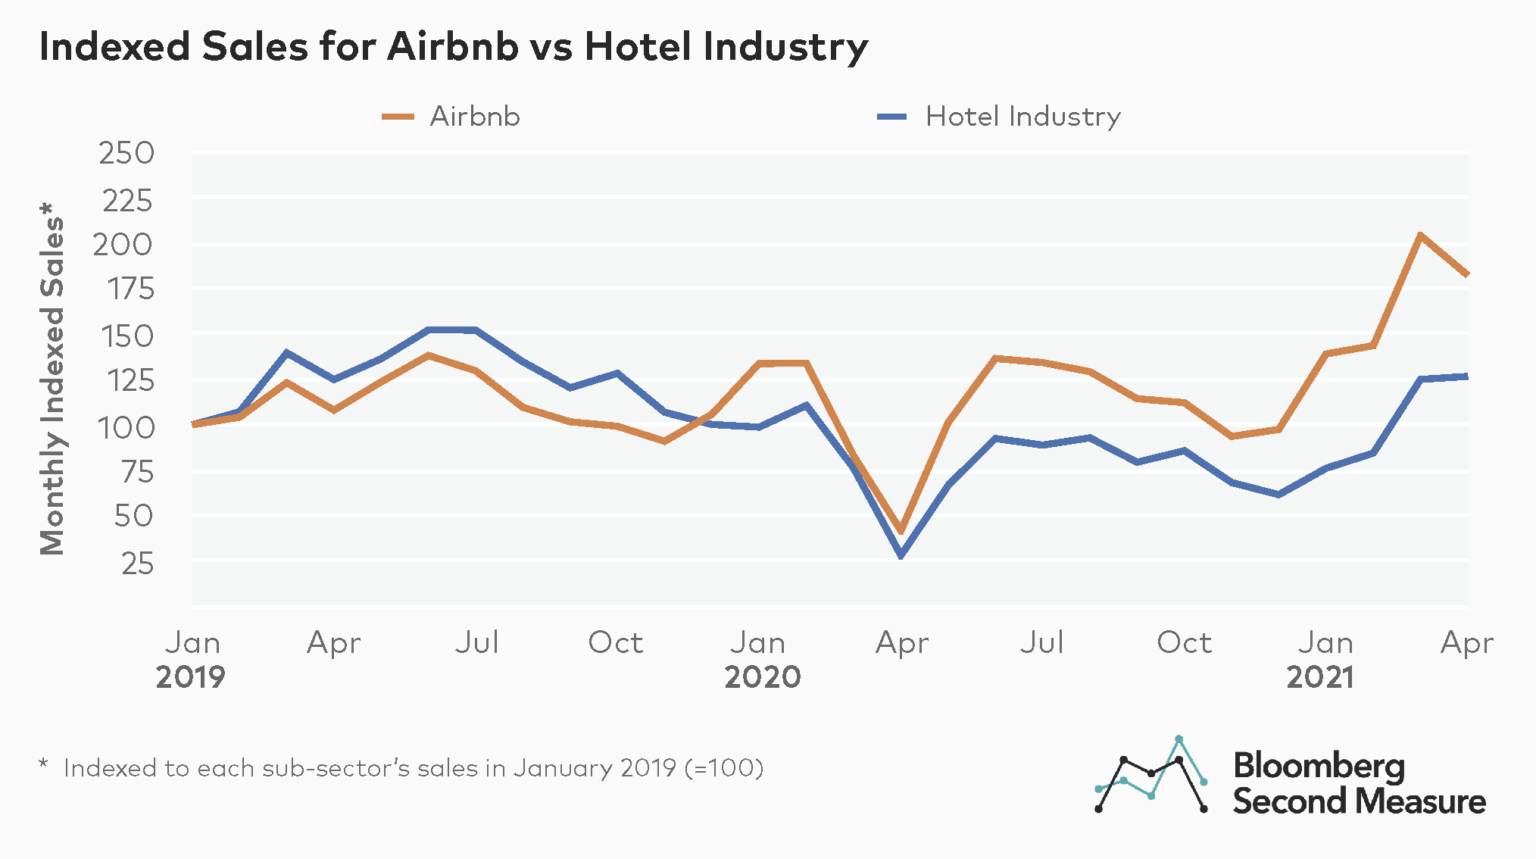 Indexed Sales for Airbnb vs Hotel Industry
Airbnb
Hotel Industry
Monthly Indexed Sales*
250
225
200
175
150
125
100
75
50
25
Jan Apr Jul Oct Jan Apr Jul Oct Jan Apr
2019 2020 2021
* Indexed to each sub-sector's sales in January 2019 (=100)
Bloomberg
Second Measure